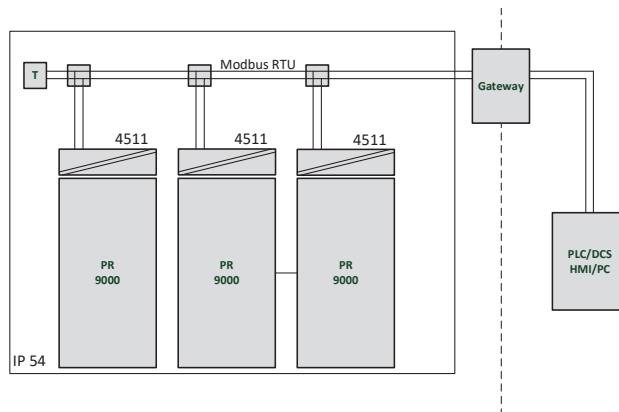 Modbus RTU
T
Gateway
4511
4511
4511
PR
9000
PR
9000
PR
9000
PLC/DCS
HMI/PC
IP 54